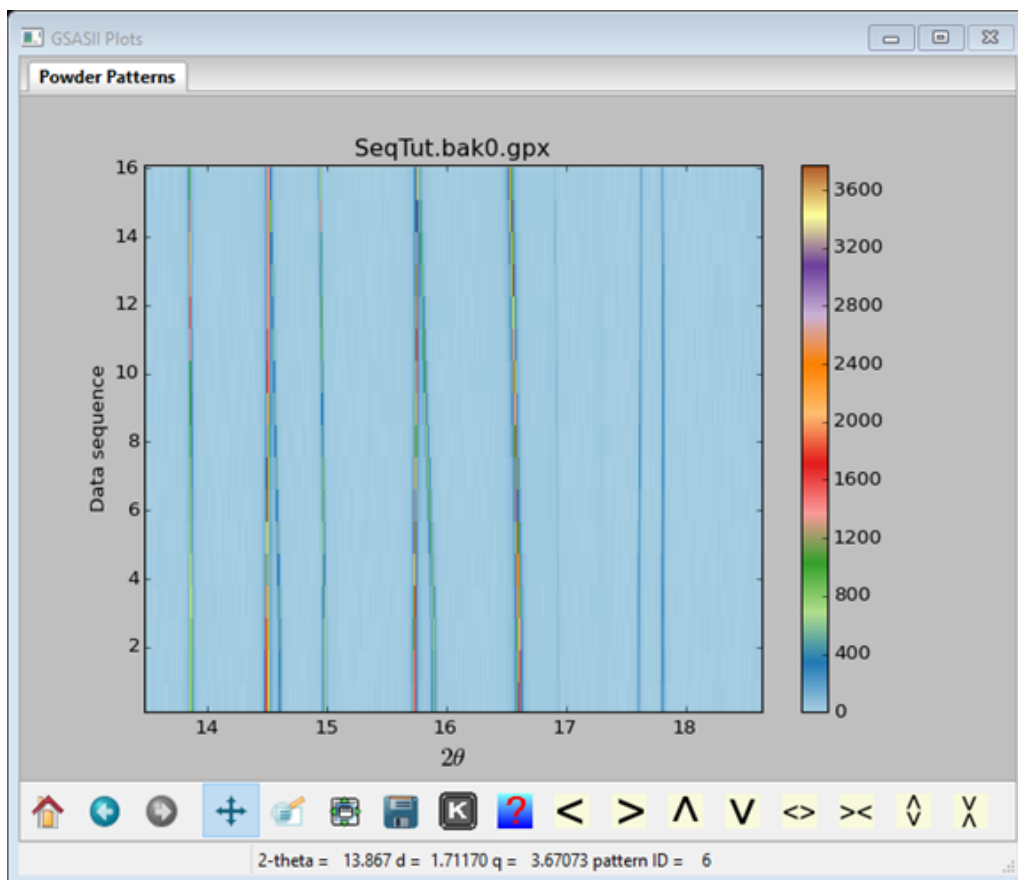 GSASII Plots
Powder Patterns
SeqTut.bak0.gpx
16
14
12
10
8
6
4
2
Data sequence
14 15 16 17 18
2θ
3600
3200
2800
2400
2000
1600
1200
800
400
0
K ? < > Λ V <> ><
2-theta = 13.867 d = 1.71170 q = 3.67073 pattern ID = 6